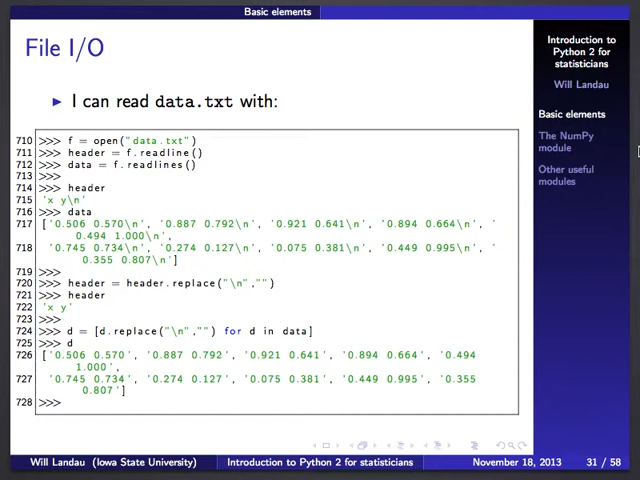 Basic elements
File I/O
I can read data.txt with:
710 >>> f = open("data.txt")
711 >>> header = f.readline()
712 >>> data = f.readlines()
713 >>>
714 >>> header
715 'x y\n'
716 >>> data
717 ['0.506 0.570\n', '0.887 0.792\n', '0.921 0.641\n', '0.894 0.664\n', '
0.494 1.000\n',
718 '0.745 0.734\n', '0.274 0.127\n', '0.075 0.381\n', '0.449 0.995\n', '
0.355 0.807\n']
719 >>>
720 >>> header = header.replace("\n","")
721 >>> header
722 'x y'
723 >>>
724 >>> d = [d.replace("\n","") for d in data]
725 >>> d
726 ['0.506 0.570', '0.887 0.792', '0.921 0.641', '0.894 0.664', '0.494
1.000',
727 '0.745 0.734', '0.274 0.127', '0.075 0.381', '0.449 0.995', '0.355
0.807']
728 >>>
Introduction to
Python 2 for
statisticians
Will Landau
Basic elements
The NumPy
module
Other useful
modules
Will Landau (Iowa State University)
Introduction to Python 2 for statisticians
November 18, 2013
31 / 58